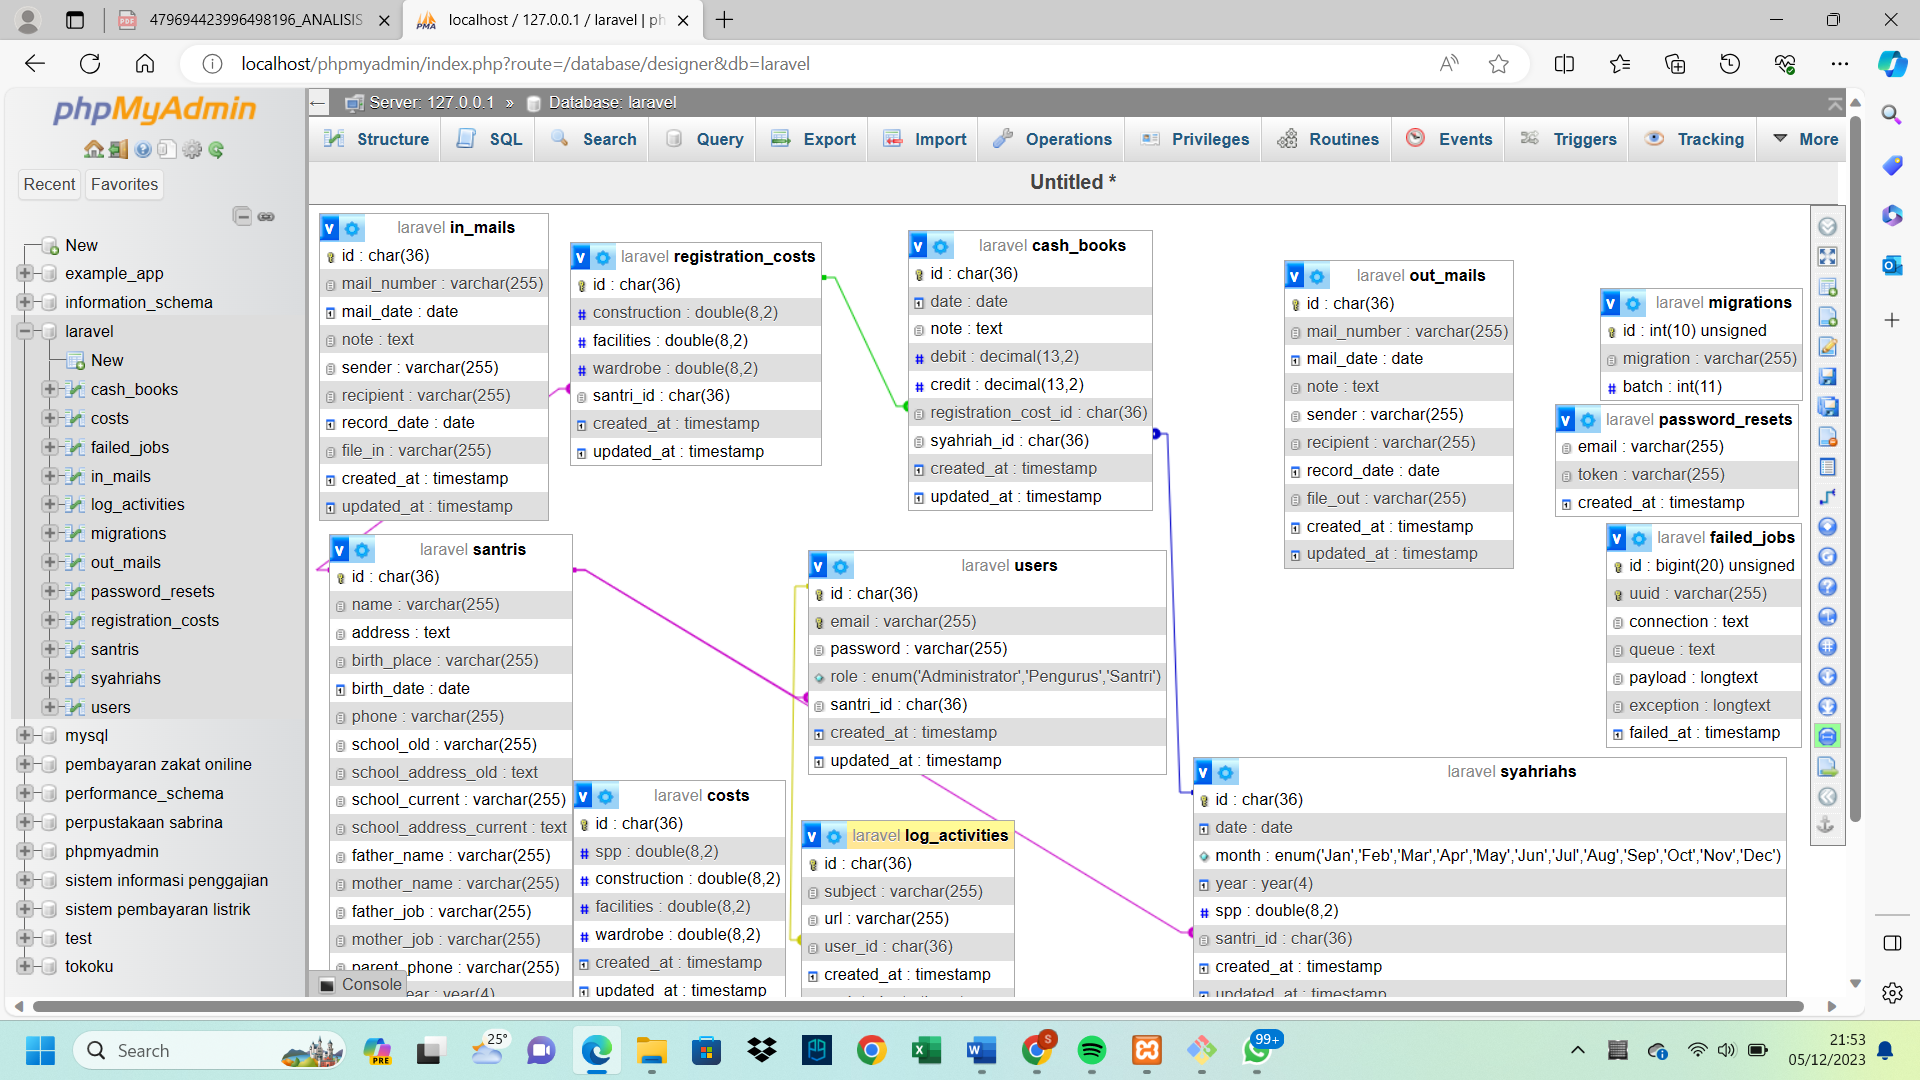 479694423996498196_ANALISIS
localhost / 127.0.0.1 / laravel | ph
localhost/phpmyadmin/index.php?route=/database/designer&db=laravel
phpMyAdmin
Recent
Favorites
New
example_app
information_schema
laravel
New
cash_books
costs
failed_jobs
in_mails
log_activities
migrations
out_mails
password_resets
registration_costs
santris
syahriahs
users
mysql
pembayaran zakat oniline
performance_schema
perpustakaan sabrina
phpmyadmin
sistem informasi penggajian
sistem pembayaran listrik
test
tokoku
Server: 127.0.0.1 » Database: laravel
Structure
SQL
Search
Query
Export
Import
Operations
Privileges
Routines
Events
Triggers
Tracking
More
Untitled *
laravel in_mails
id : char(36)
mail_number : varchar(255)
mail_date : date
note : text
sender : varchar(255)
recipient : varchar(255)
record_date : date
file_in : varchar(255)
created_at : timestamp
updated_at : timestamp
laravel registration_costs
id : char(36)
construction : double(8,2)
facilities : double(8,2)
wardrobe : double(8,2)
santri_id : char(36)
created_at : timestamp
updated_at : timestamp
laravel cash_books
id : char(36)
date : date
note : text
debit : decimal(13,2)
credit : decimal(13,2)
registration_cost_id : char(36)
syahriah_id : char(36)
created_at : timestamp
updated_at : timestamp
laravel out_mails
id : char(36)
mail_number : varchar(255)
mail_date : date
note : text
sender : varchar(255)
recipient : varchar(255)
record_date : date
file_out : varchar(255)
created_at : timestamp
updated_at : timestamp
laravel migrations
id : int(10) unsigned
migration : varchar(255)
batch : int(11)
laravel password_resets
email : varchar(255)
token : varchar(255)
created_at : timestamp
laravel failed_jobs
id : bigint(20) unsigned
uuid : varchar(255)
connection : text
queue : text
payload : longtext
exception : longtext
failed_at : timestamp
laravel santris
id : char(36)
name : varchar(255)
address : text
birth_place : varchar(255)
birth_date : date
phone : varchar(255)
school_old : varchar(255)
school_address_old : text
school_current : varchar(255)
school_address_current : text
father_name : varchar(255)
mother_name : varchar(255)
father_job : varchar(255)
mother_job : varchar(255)
parent_phone : varchar(255)
year(4)
laravel users
id : char(36)
email : varchar(255)
password : varchar(255)
role : enum('Administrator','Pengurus','Santri')
santri_id : char(36)
created_at : timestamp
updated_at : timestamp
laravel costs
id : char(36)
spp : double(8,2)
construction : double(8,2)
facilities : double(8,2)
wardrobe : double(8,2)
created_at : timestamp
updated_at : timestamp
laravel log_activities
id : char(36)
subject : varchar(255)
url : varchar(255)
user_id : char(36)
created_at : timestamp
laravel syahriahs
id : char(36)
date : date
month : enum('Jan','Feb','Mar','Apr','May','Jun','Jul','Aug','Sep','Oct','Nov','Dec')
year : year(4)
spp : double(8,2)
santri_id : char(36)
created_at : timestamp
updated_at : timestamp
Console
Search
PRE
25°
S
99+
21:53
05/12/2023